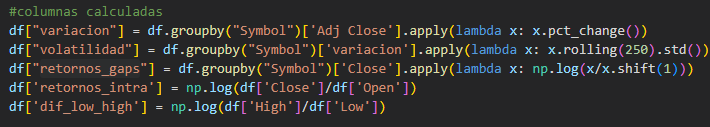 #columnas calculadas
df["variacion"] = df.groupby("Symbol")['Adj Close'].apply(lambda x: x.pct_change())
df["volatilidad"] = df.groupby("Symbol")['variacion'].apply(lambda x: x.rolling(250).std())
df["retornos_gaps"] = df.groupby("Symbol")['Close'].apply(lambda x: np.log(x/x.shift(1)))
df['retornos_intra'] = np.log(df['Close']/df['Open'])
df['dif_low_high'] = np.log(df['High']/df['Low'])